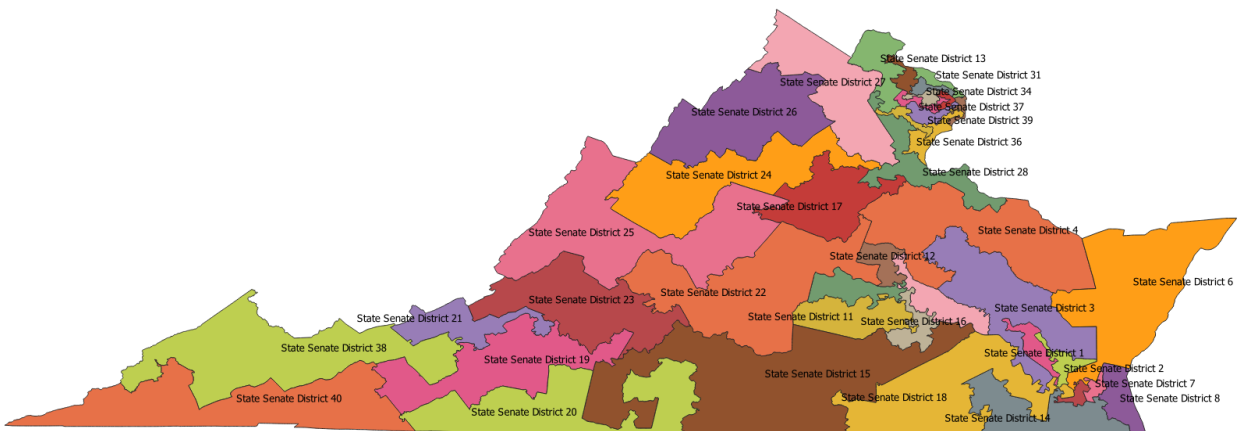 State Senate District 13
State Senate District 31
State Senate District 27
State Senate District 34
State Senate District 37
State Senate District 26
State Senate District 39
State Senate District 36
State Senate District 28
State Senate District 24
State Senate District 17
State Senate District 25
State Senate District 4
State Senate District 12
State Senate District 6
State Senate District 22
State Senate District 23
State Senate District 3
State Senate District 21
State Senate District 11
State Senate District 16
State Senate District 38
State Senate District 1
State Senate District 19
State Senate District 2
State Senate District 15
State Senate District 7
State Senate District 40
State Senate District 18
State Senate District 8
State Senate District 20
State Senate District 14